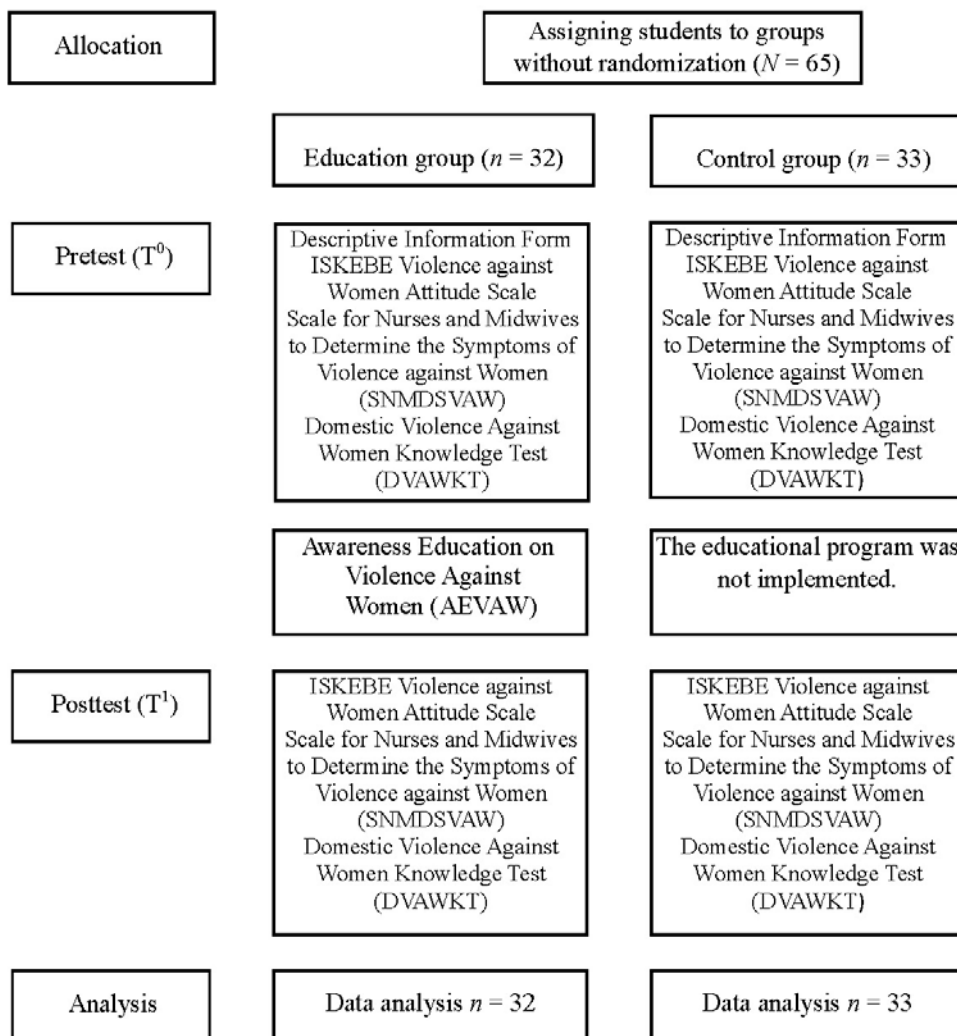 Allocation
Assigning students to groups
without randomization (N = 65)
Education group (n = 32)
Control group (n = 33)
Pretest (T⁰)
Descriptive Information Form
ISKEBE Violence against
Women Attitude Scale
Scale for Nurses and Midwives
to Determine the Symptoms of
Violence against Women
(SNMDSVAW)
Domestic Violence Against
Women Knowledge Test
(DVAWKT)
Descriptive Information Form
ISKEBE Violence against
Women Attitude Scale
Scale for Nurses and Midwives
to Determine the Symptoms of
Violence against Women
(SNMDSVAW)
Domestic Violence Against
Women Knowledge Test
(DVAWKT)
Awareness Education on
Violence Against
Women (AEVAW)
The educational program was
not implemented.
Posttest (T¹)
ISKEBE Violence against
Women Attitude Scale
Scale for Nurses and Midwives
to Determine the Symptoms of
Violence against Women
(SNMDSVAW)
Domestic Violence Against
Women Knowledge Test
(DVAWKT)
ISKEBE Violence against
Women Attitude Scale
Scale for Nurses and Midwives
to Determine the Symptoms of
Violence against Women
(SNMDSVAW)
Domestic Violence Against
Women Knowledge Test
(DVAWKT)
Analysis
Data analysis n = 32
Data analysis n = 33